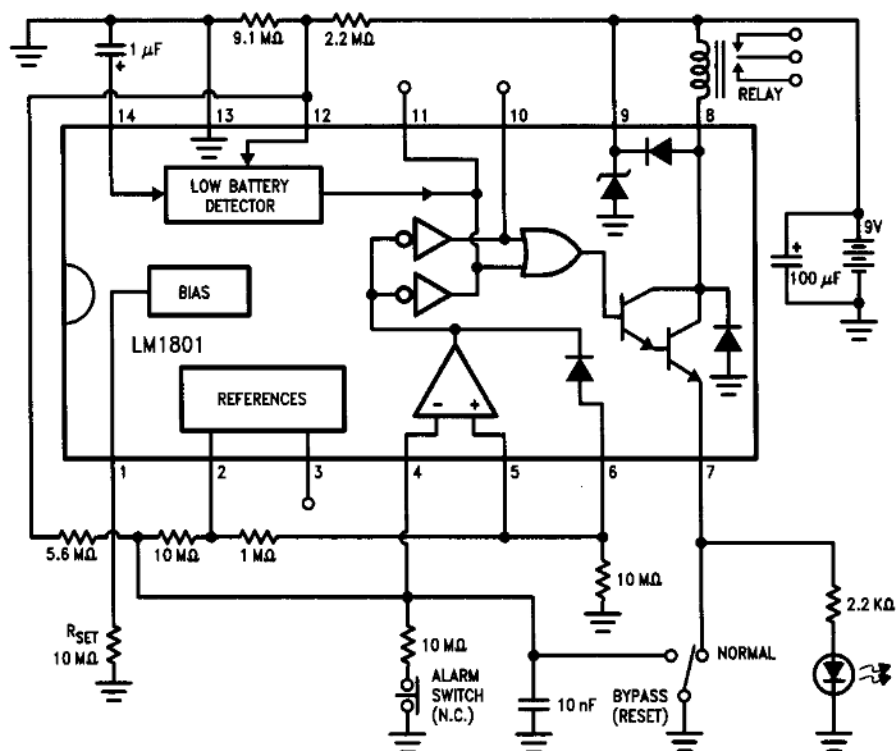 1 µF
9.1 MΩ
2.2 MΩ
RELAY
14
13
12
11
10
9
8
LOW BATTERY
DETECTOR
9V
100 µF
BIAS
LM1801
REFERENCES
-
+
1
2
3
4
5
6
7
5.6 MΩ
10 MΩ
1 MΩ
10 MΩ
2.2 KΩ
RSET
10 MΩ
10 MΩ
ALARM
SWITCH
(N.C.)
10 nF
NORMAL
BYPASS
(RESET)